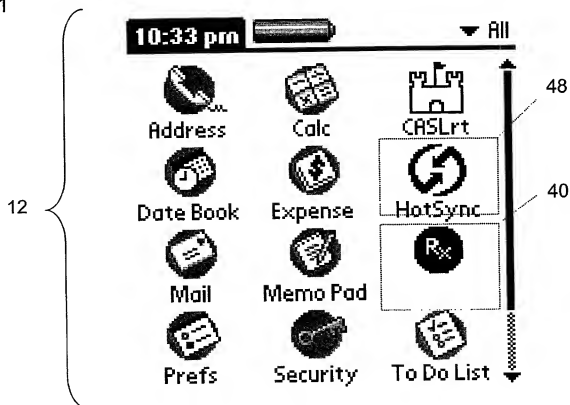 1
10:33 pm All
Address Calc CASLrt
48
Date Book Expense HotSync
12
40
Rx
Mail Memo Pad
Prefs Security To Do List